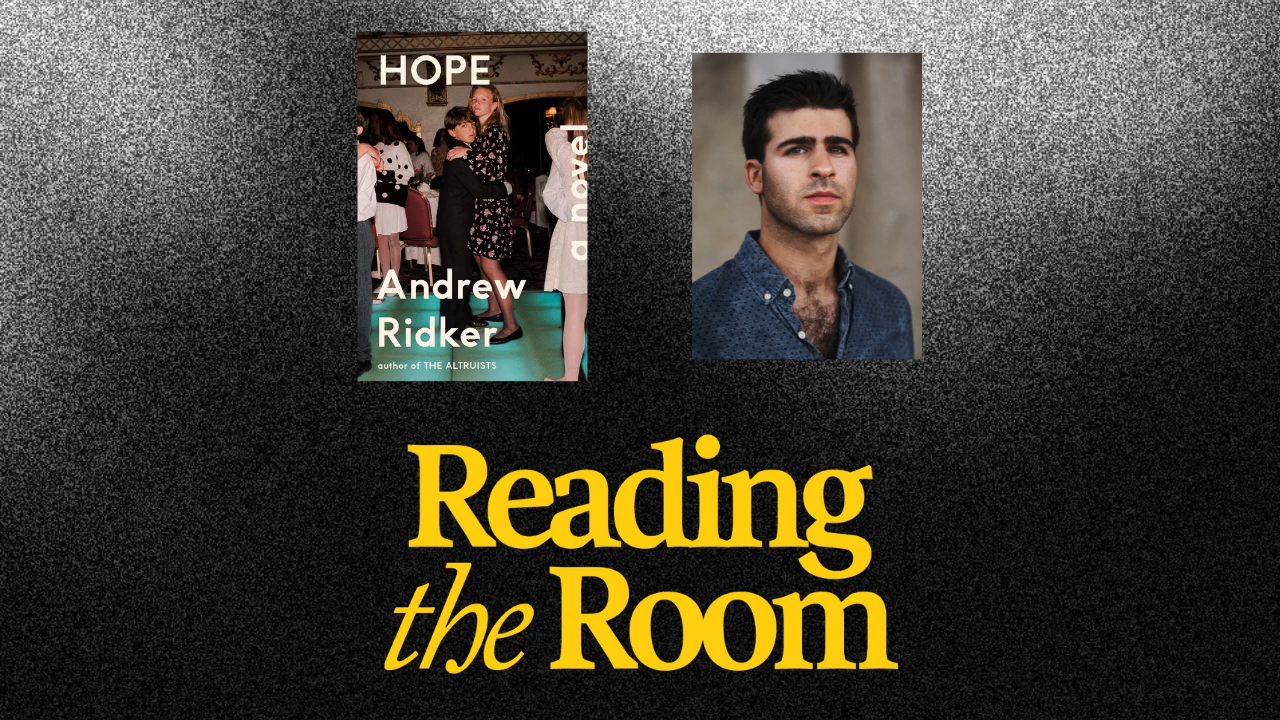 HOPE
a novel
Andrew
Ridker
author of THE ALTRUISTS
Reading
the Room